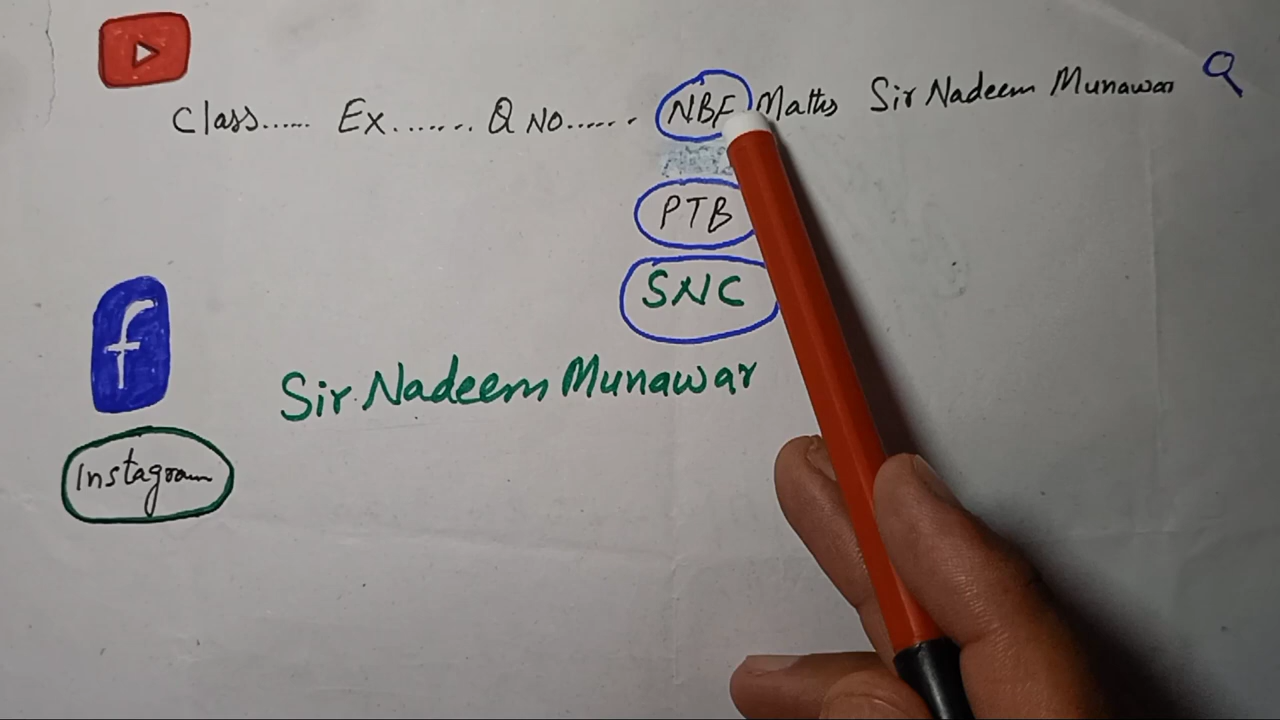 Class...... Ex........ Q No...... NBF Maths Sir Nadeem Munawar
PTB
SNC
f
Sir Nadeem Munawar
Instagram